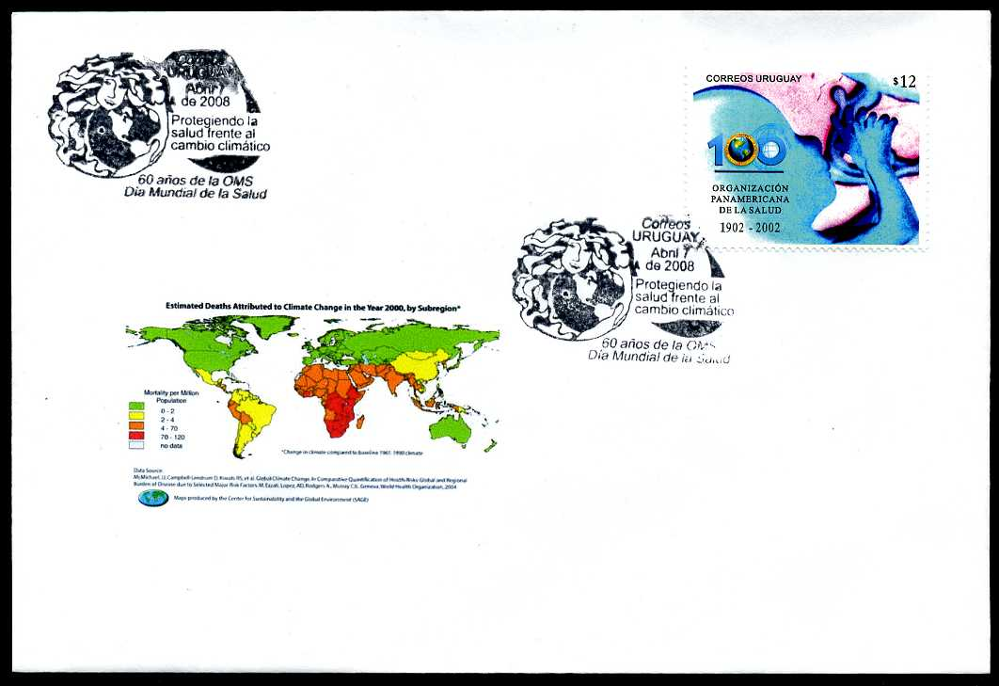 Correos
URUGUAY
Abril 7
de 2008
Protegiendo la
salud frente al
cambio climático
60 años de la OMS
Día Mundial de la Salud
CORREOS URUGUAY
$12
100
ORGANIZACIÓN
PANAMERICANA
DE LA SALUD
1902 - 2002
Correos
URUGUAY
Abril 7
de 2008
Protegiendo la
salud frente al
cambio climático
60 años de la OMS
Día Mundial de la Salud
Estimated Deaths Attributed to Climate Change in the Year 2000, by Subregion*
Mortality per Million
Population
0 - 2
2 - 4
4 - 70
70 - 120
no data
*Change in climate compared to baseline 1961-1990 climate
Data Source:
McMichael, JJ, Campbell-Lendrum D, Kovats RS, et al. Global Climate Change. In Comparative Quantification of Health Risks: Global and Regional
Burden of Disease due to Selected Major Risk Factors. M. Ezzati, Lopez, AD, Rodgers A., Murray CJL. Geneva, World Health Organization, 2004
Maps produced by the Center for Sustainability and the Global Environment (SAGE)